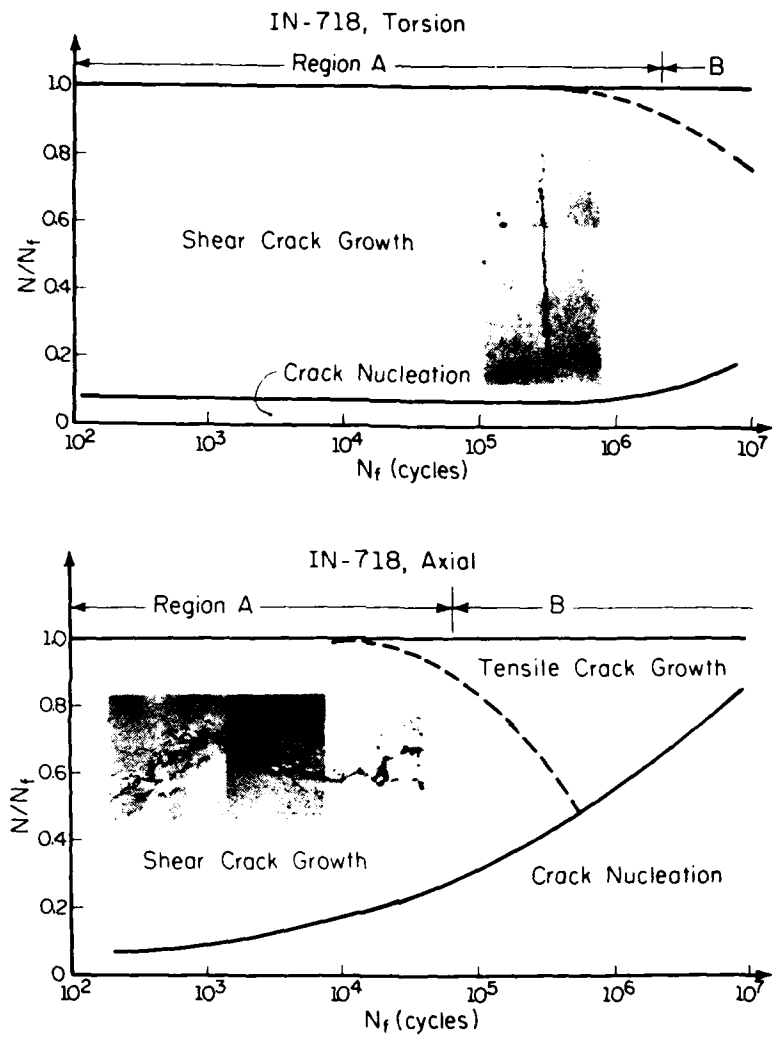 IN-718, Torsion
Region A
B
1.0
0.8
0.6
0.4
0.2
0
N/Nf
Shear Crack Growth
Crack Nucleation
10²
10³
10⁴
10⁵
10⁶
10⁷
Nf (cycles)
IN-718, Axial
Region A
B
1.0
0.8
0.6
0.4
0.2
0
N/Nf
Tensile Crack Growth
Shear Crack Growth
Crack Nucleation
10²
10³
10⁴
10⁵
10⁶
10⁷
Nf (cycles)